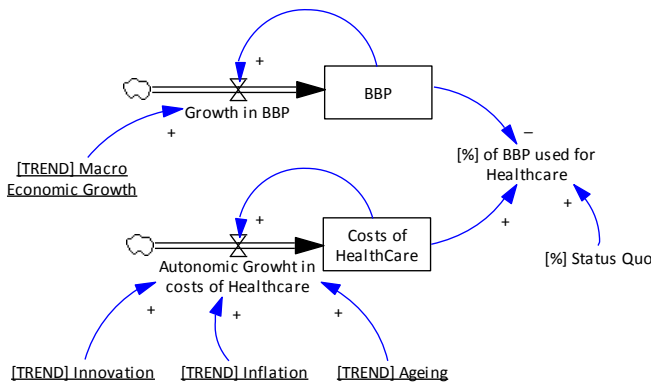 +
BBP
Growth in BBP
+
−
[TREND] Macro
Economic Growth
[%] of BBP used for
Healthcare
+
+
+
Costs of
HealthCare
Autonomic Growht in
costs of Healthcare
[%] Status Quo
+
+
+
[TREND] Innovation
[TREND] Inflation
[TREND] Ageing